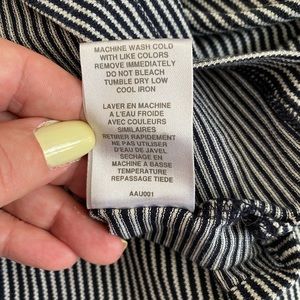 MACHINE WASH COLD
WITH LIKE COLORS
REMOVE IMMEDIATELY
DO NOT BLEACH
TUMBLE DRY LOW
COOL IRON
LAVER EN MACHINE
A L'EAU FROIDE
AVEC COULEURS
SIMILAIRES
RETIRER RAPIDEMENT
NE PAS UTILISER
D'EAU DE JAVEL
SECHAGE EN
MACHINE A BASSE
TEMPERATURE
REPASSAGE TIEDE
AAU001